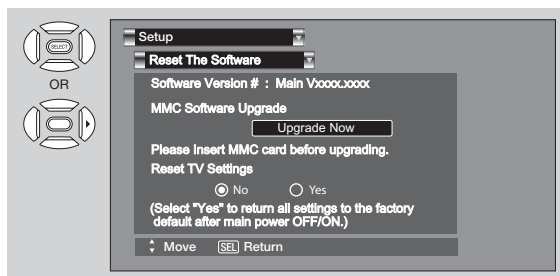 SELECT
OR
Setup
Reset The Software
Software Version # : Main Vxxxx.xxxx
MMC Software Upgrade
Upgrade Now
Please Insert MMC card before upgrading.
Reset TV Settings
No Yes
(Select "Yes" to return all settings to the factory
default after main power OFF/ON.)
Move SEL Return